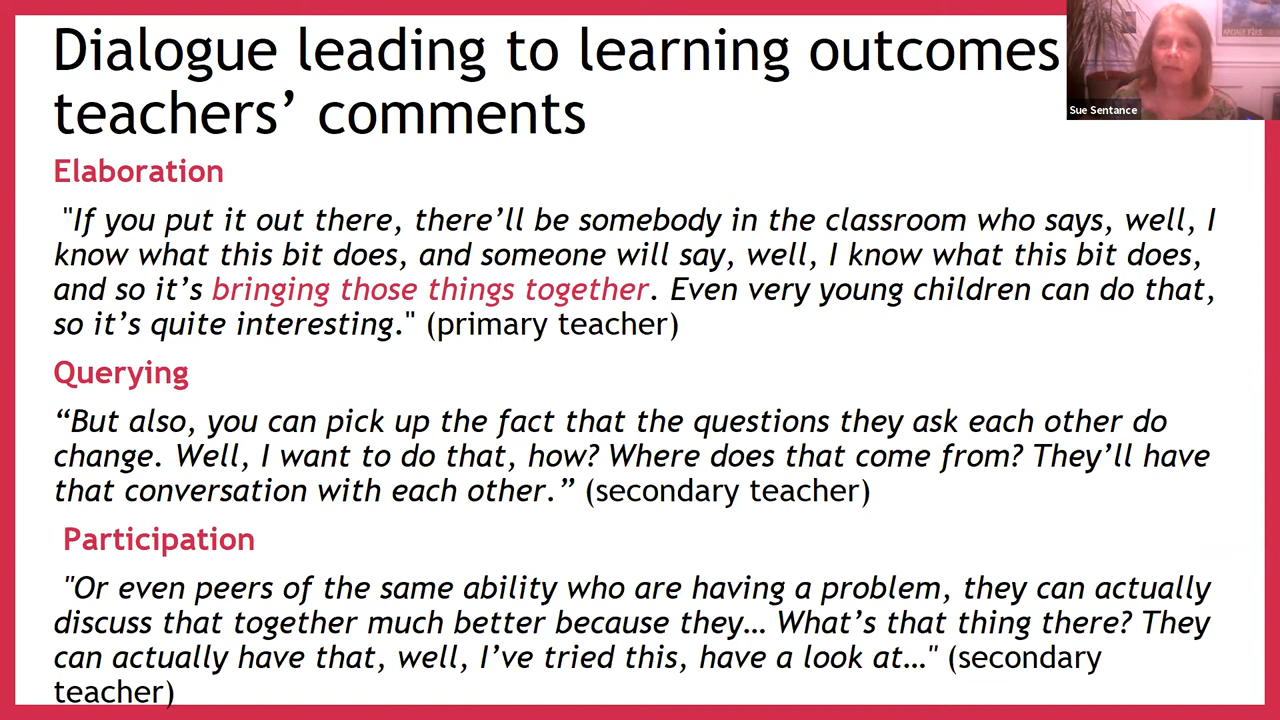 Dialogue leading to learning outcomes
teachers’ comments
Sue Sentance
Elaboration
"If you put it out there, there’ll be somebody in the classroom who says, well, I
know what this bit does, and someone will say, well, I know what this bit does,
and so it’s bringing those things together. Even very young children can do that,
so it’s quite interesting." (primary teacher)
Querying
“But also, you can pick up the fact that the questions they ask each other do
change. Well, I want to do that, how? Where does that come from? They’ll have
that conversation with each other.” (secondary teacher)
Participation
"Or even peers of the same ability who are having a problem, they can actually
discuss that together much better because they… What’s that thing there? They
can actually have that, well, I’ve tried this, have a look at…" (secondary
teacher)